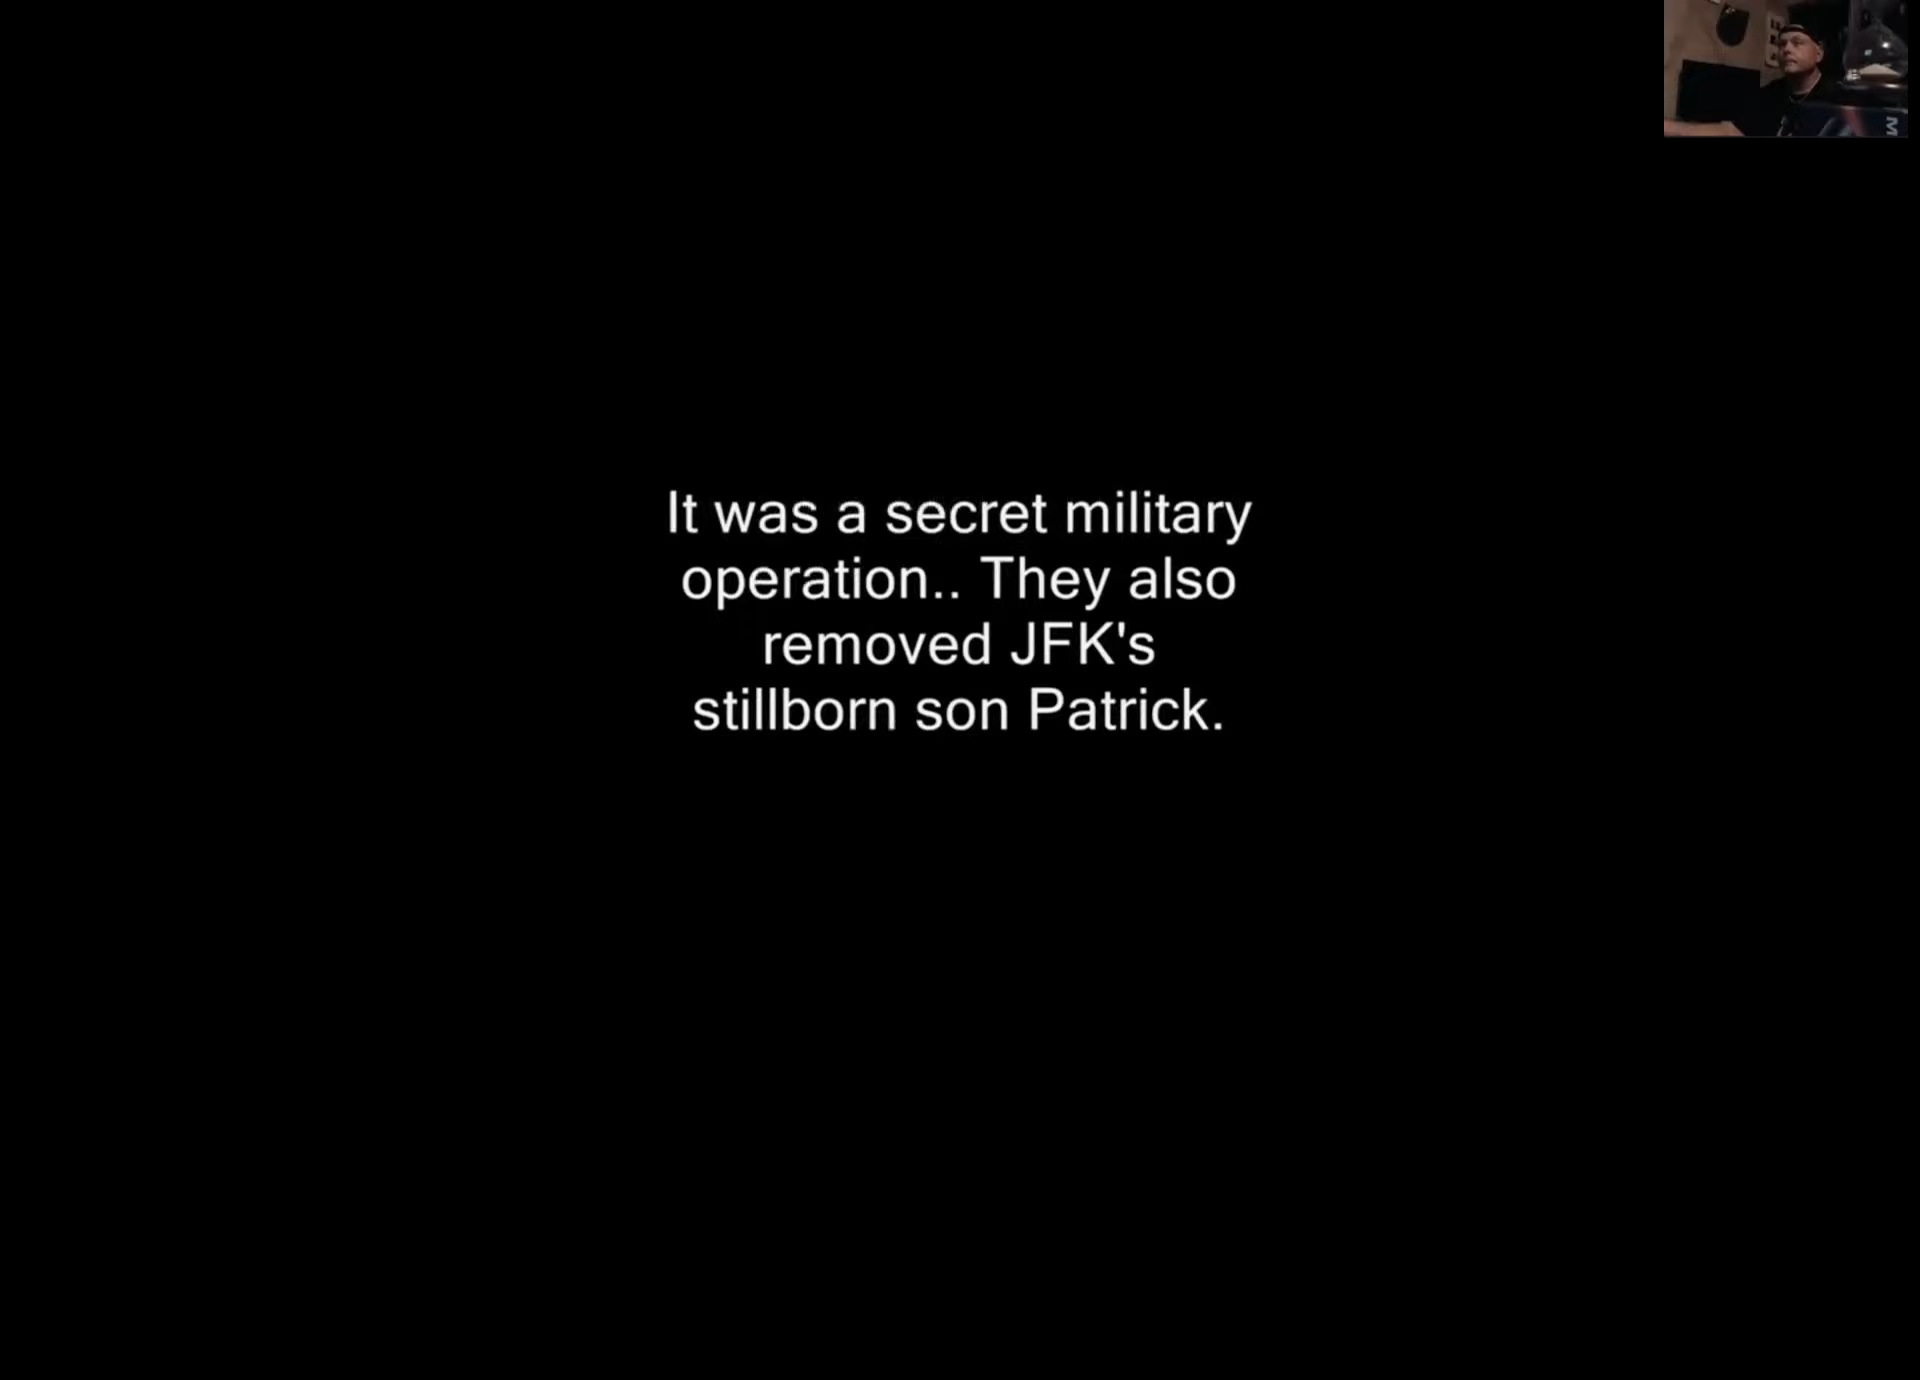 It was a secret military
operation.. They also
removed JFK's
stillborn son Patrick.
M